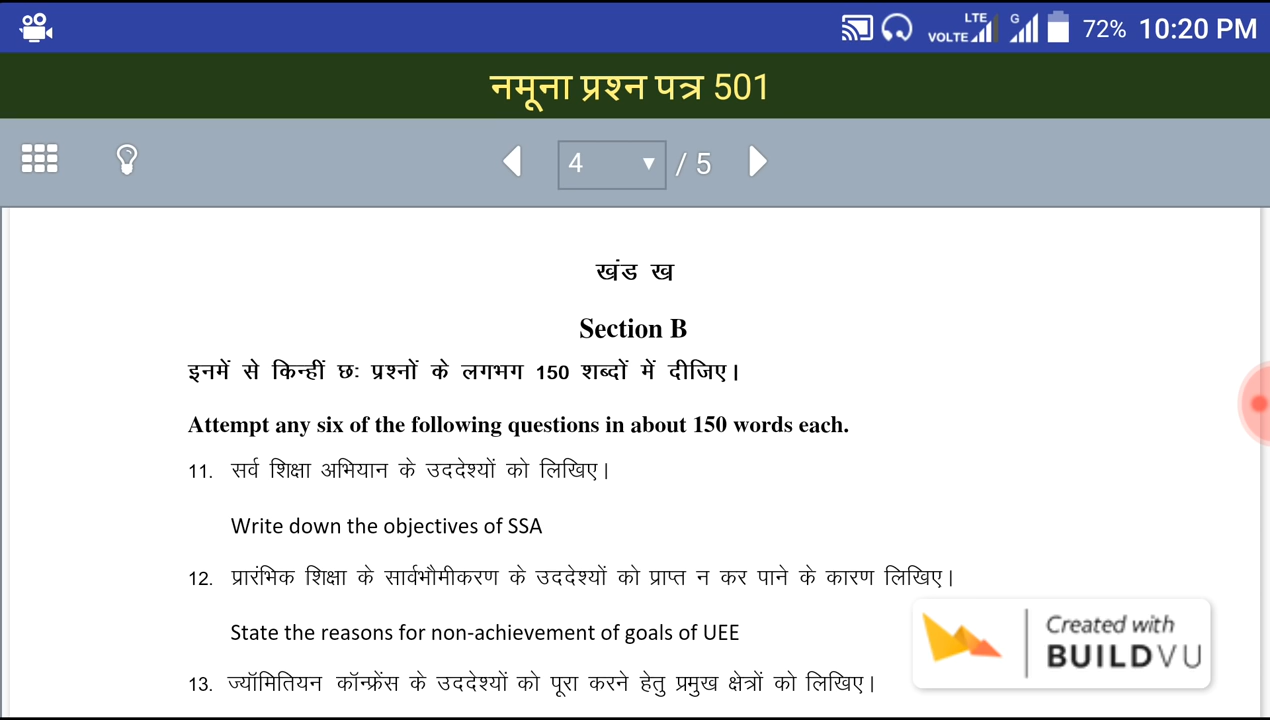 LTE
VOLTE G 72% 10:20 PM
नमूना प्रश्न पत्र 501
4 / 5
खंड ख
Section B
इनमें से किन्हीं छः प्रश्नों के लगभग 150 शब्दों में दीजिए।
Attempt any six of the following questions in about 150 words each.
11. सर्व शिक्षा अभियान के उददेश्यों को लिखिए।
Write down the objectives of SSA
12. प्रारंभिक शिक्षा के सार्वभौमीकरण के उददेश्यों को प्राप्त न कर पाने के कारण लिखिए।
State the reasons for non-achievement of goals of UEE
Created with
BUILDVU
13. ज्यॉमितियन कॉन्फ्रेंस के उददेश्यों को पूरा करने हेतु प्रमुख क्षेत्रों को लिखिए।